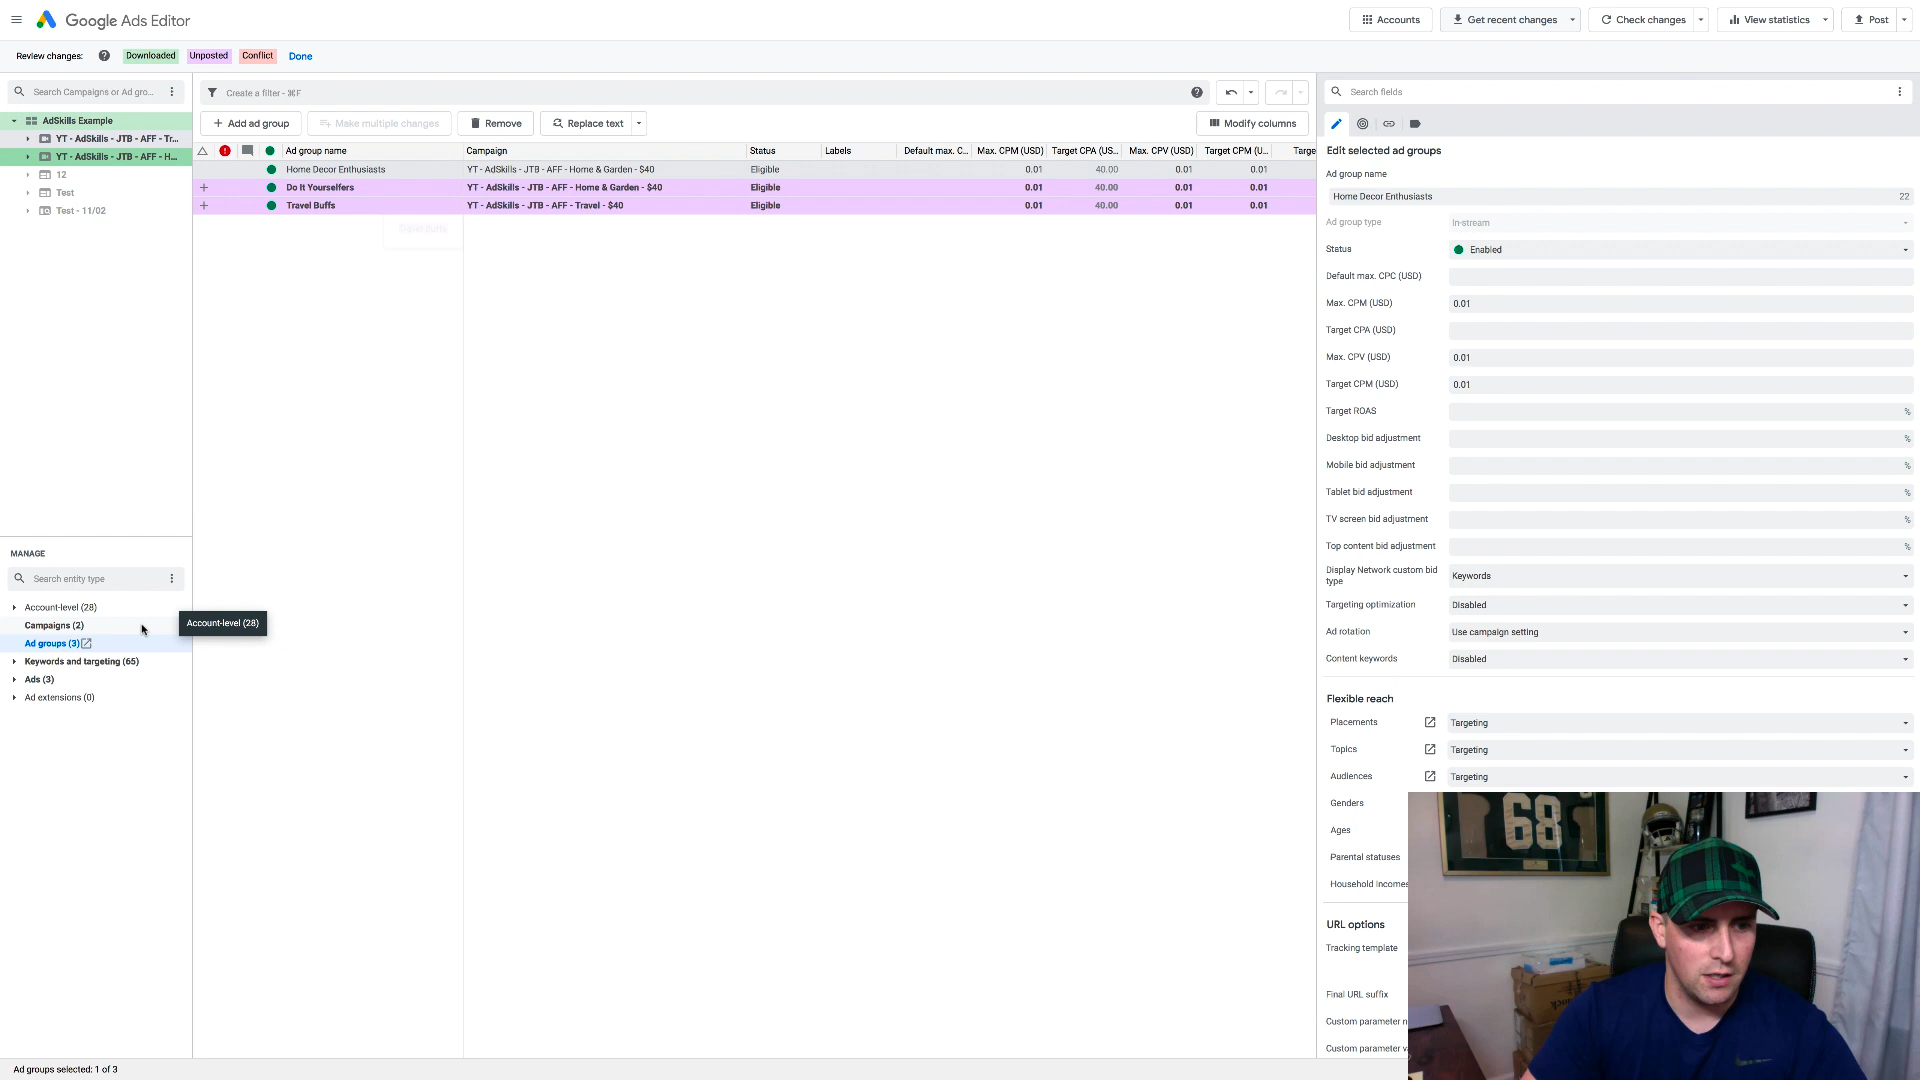 Google Ads Editor
Accounts
Get recent changes
Check changes
View statistics
Post
Review changes:
Downloaded
Unposted
Conflict
Done
Search Campaigns or Ad gro...
AdSkills Example
YT - AdSkills - JTB - AFF - Tr...
YT - AdSkills - JTB - AFF - H...
12
Test
Test - 11/02
Create a filter - ⌘F
Add ad group
Make multiple changes
Remove
Replace text
Modify columns
Ad group name Campaign Status Labels Default max. C... Max. CPM (USD) Target CPA (US... Max. CPV (USD) Target CPM (U... Targe
Home Decor Enthusiasts YT - AdSkills - JTB - AFF - Home & Garden - $40 Eligible 0.01 40.00 0.01 0.01
Do It Yourselfers YT - AdSkills - JTB - AFF - Home & Garden - $40 Eligible 0.01 40.00 0.01 0.01
Travel Buffs YT - AdSkills - JTB - AFF - Travel - $40 Eligible 0.01 40.00 0.01 0.01
Travel Buffs
MANAGE
Search entity type
Account-level (28)
Campaigns (2)
Ad groups (3)
Keywords and targeting (65)
Ads (3)
Ad extensions (0)
Account-level (28)
Ad groups selected: 1 of 3
Search fields
Edit selected ad groups
Ad group name
Home Decor Enthusiasts 22
Ad group type In-stream
Status Enabled
Default max. CPC (USD)
Max. CPM (USD) 0.01
Target CPA (USD)
Max. CPV (USD) 0.01
Target CPM (USD) 0.01
Target ROAS %
Desktop bid adjustment %
Mobile bid adjustment %
Tablet bid adjustment %
TV screen bid adjustment %
Top content bid adjustment %
Display Network custom bid
type
Keywords
Targeting optimization Disabled
Ad rotation Use campaign setting
Content keywords Disabled
Flexible reach
Placements Targeting
Topics Targeting
Audiences Targeting
Genders
Ages
Parental statuses
Household Incomes
URL options
Tracking template
Final URL suffix
Custom parameter n
Custom parameter v
68